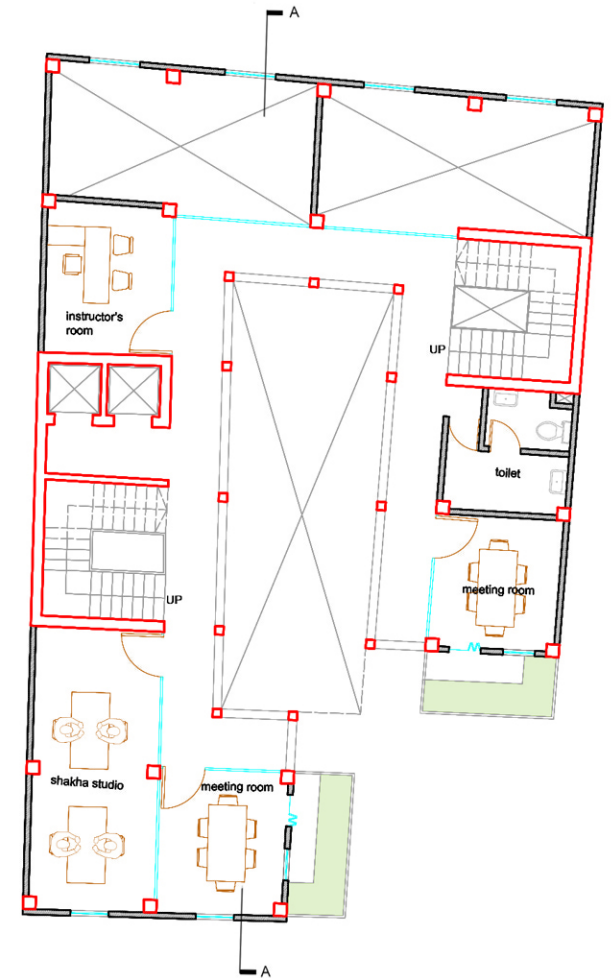 A
instructor's
room
UP
toilet
meeting room
UP
shakha studio
meeting room
A